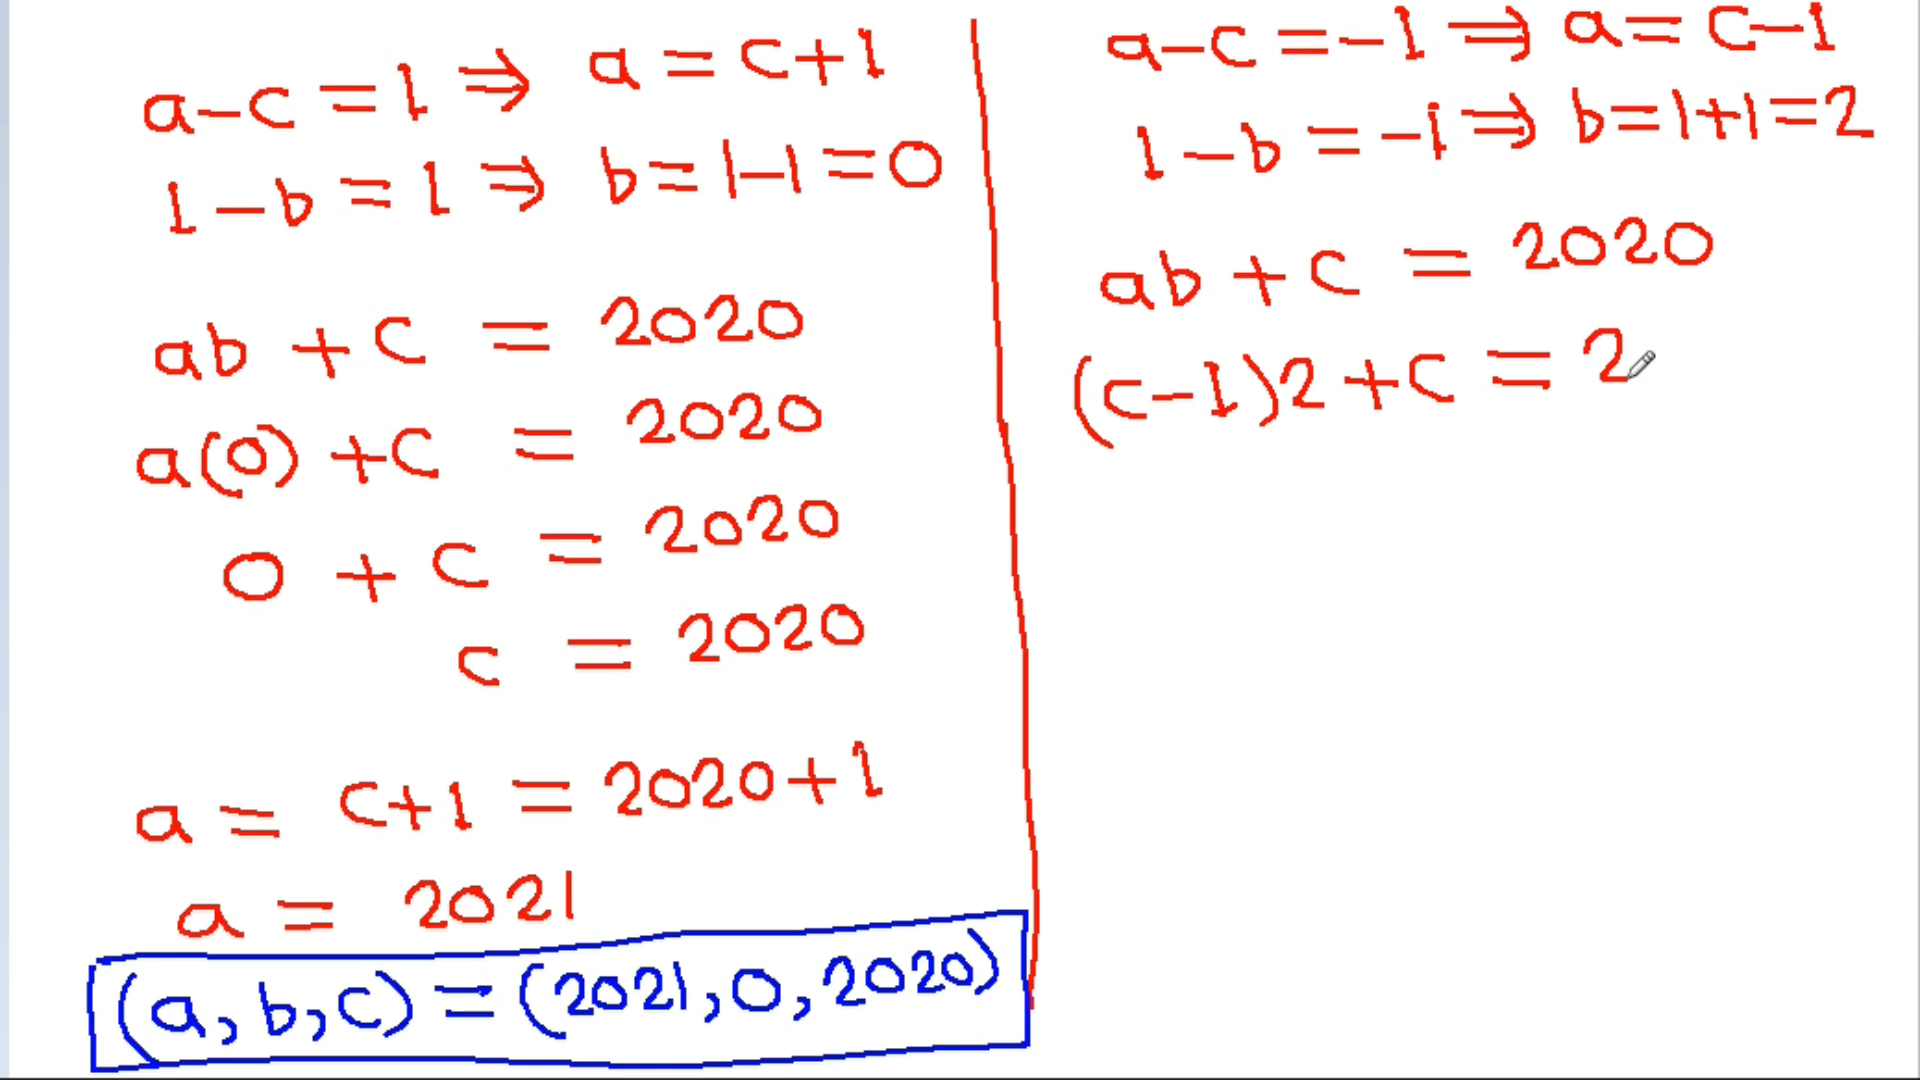 a-c=1⇒ a=c+1
1-b=1⇒ b=1-1=0
ab+c=2020
a(0)+c=2020
0+c=2020
c=2020
a=c+1=2020+1
a=2021
(a,b,c)=(2021,0,2020)
a-c=-1⇒ a=c-1
1-b=-1⇒ b=1+1=2
ab+c=2020
(c-1)2+c=2